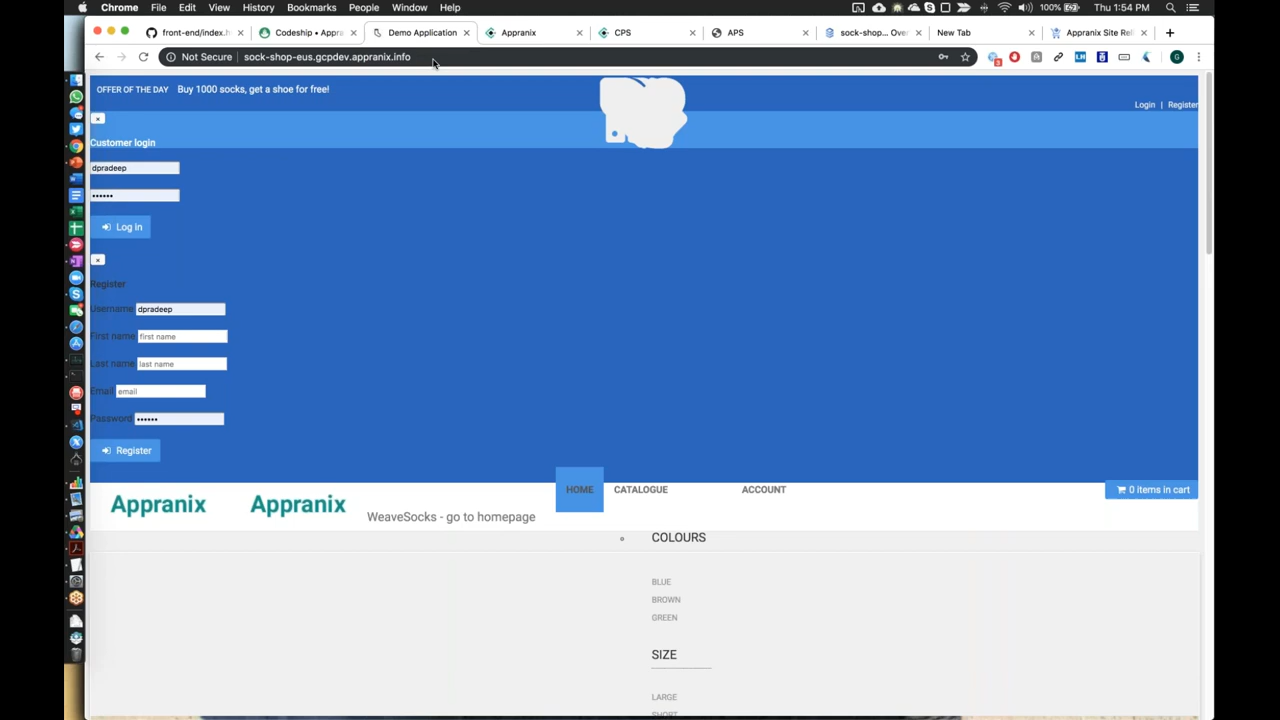 Chrome File Edit View History Bookmarks People Window Help 100% Thu 1:54 PM
front-end/index.h Codeship • Appra Demo Application Appranix CPS APS sock-shop... Over New Tab Appranix Site Reli
Not Secure sock-shop-eus.gcpdev.appranix.info
OFFER OF THE DAY Buy 1000 socks, get a shoe for free!
Login | Register
×
Customer login
dpradeep
••••••
Log in
×
Register
Username dpradeep
First name first name
Last name last name
Email email
Password ••••••
Register
HOME CATALOGUE ACCOUNT 0 items in cart
Appranix Appranix
WeaveSocks - go to homepage
COLOURS
BLUE
BROWN
GREEN
SIZE
LARGE
SHORT